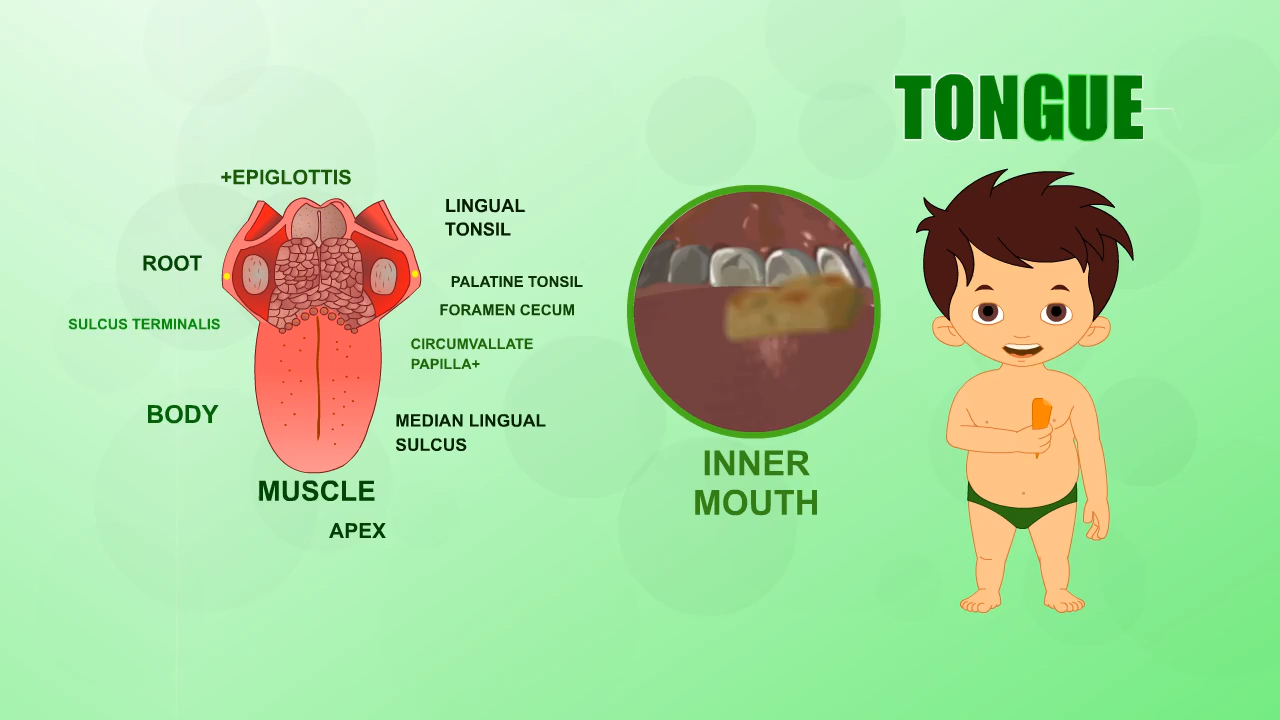 TONGUE
+EPIGLOTTIS
LINGUAL
TONSIL
ROOT
PALATINE TONSIL
FORAMEN CECUM
SULCUS TERMINALIS
CIRCUMVALLATE
PAPILLA+
BODY
MEDIAN LINGUAL
SULCUS
MUSCLE
APEX
INNER
MOUTH